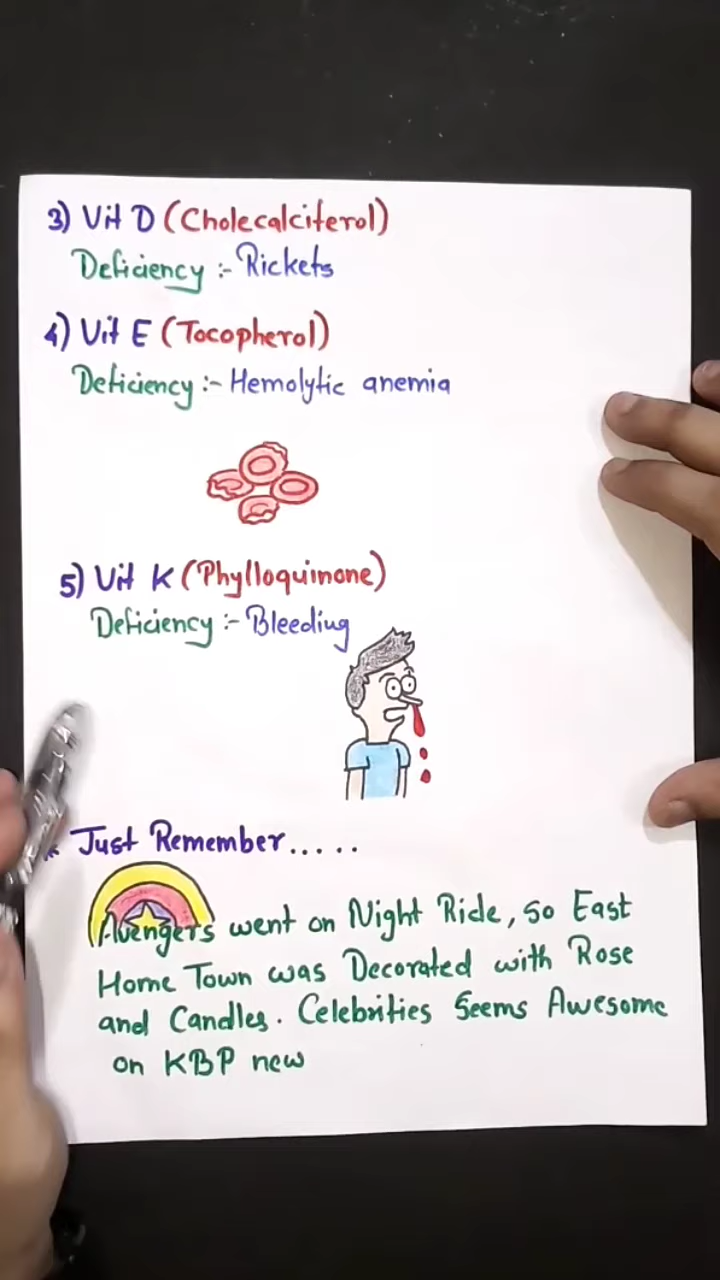 3) Vit D (Cholecalciferol)
Deficiency :- Rickets
4) Vit E (Tocopherol)
Deficiency :- Hemolytic anemia
5) Vit K (Phylloquinone)
Deficiency :- Bleeding
* Just Remember.....
Avengers went on Night Ride, so East
Home Town was Decorated with Rose
and Candles. Celebrities Seems Awesome
on KBP new